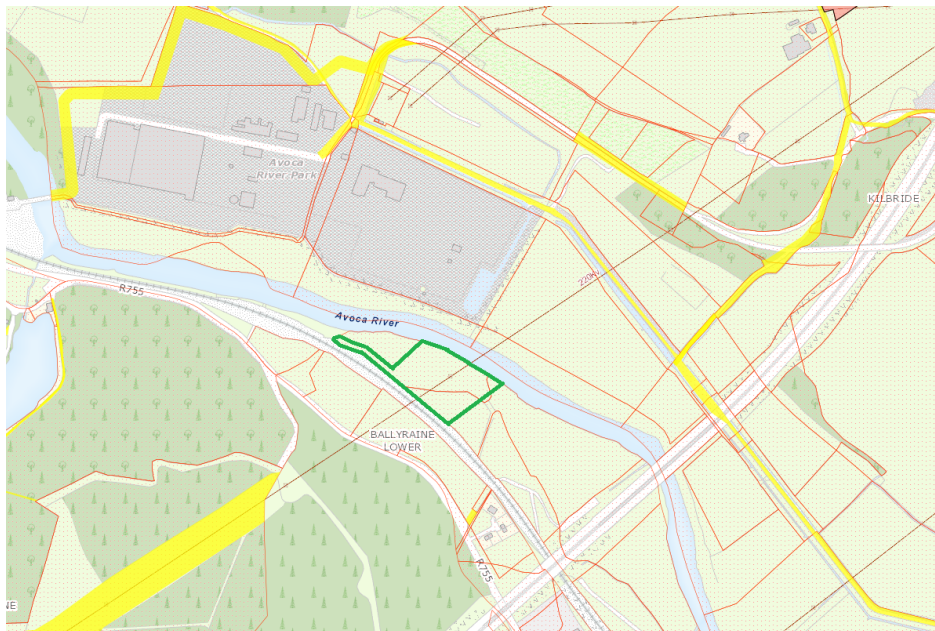 Avoca
River Park
KILBRIDE
220Kv
R755
Avoca River
BALLYRAINE
LOWER
R755
NE